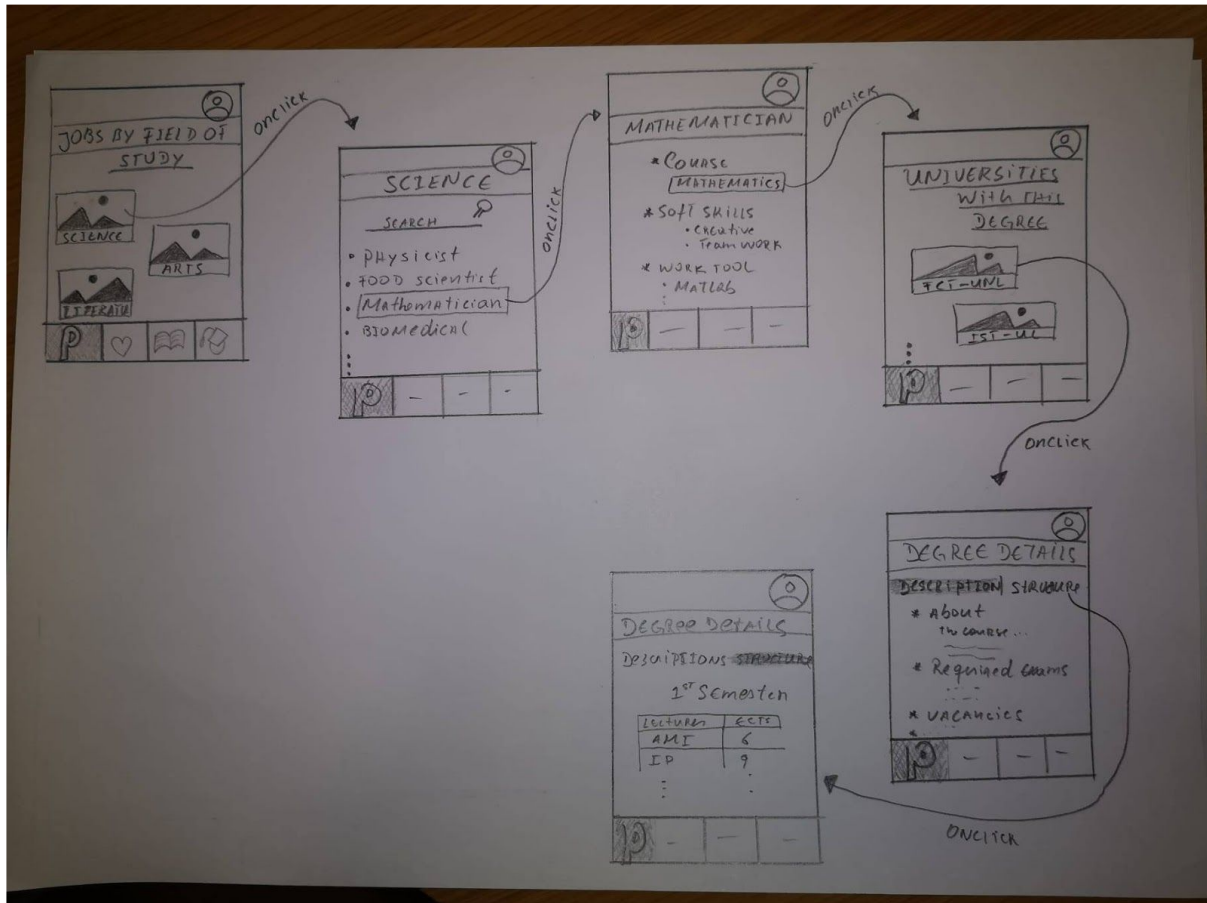 JOBS BY FIELD OF
STUDY
SCIENCE
ARTS
LITERATU
P
onclick
SCIENCE
SEARCH
• PHysicist
• FOOD scientist
• Mathematician
• BIOMedical
P
- - -
onclick
MATHEMATICIAN
* Course
MATHEMATICS
* Soft SKills
• Creative
• Team WORK
* WORK TOOL
• MATLab
P
- - -
onclick
UNIVERSITIES
With THIS
DEGREE
FCT-UNL
IST-UL
P
- - -
onclick
DEGREE DETAILS
DESCRIPTION STRUCTURE
* About
The course...
* Required Exams
* VACANCIES
*
P
- - -
ONCLICK
DEGREE DETAILS
DESCRIPTIONS STRUCTURE
1ST Semester
LECTURES ECTS
AMI 6
IP 9
P
- - -